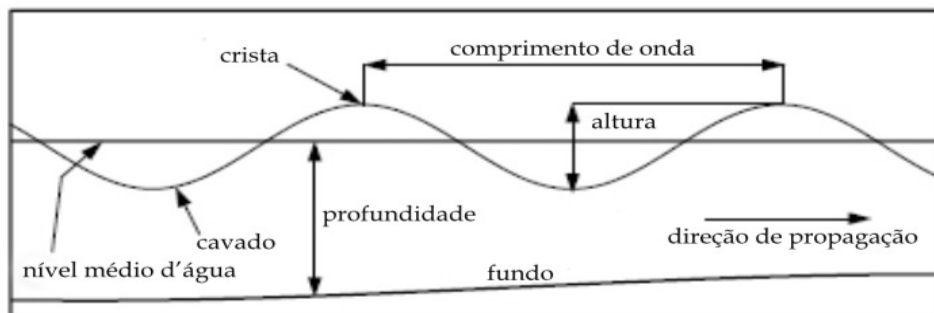 comprimento de onda
crista
altura
profundidade
cavado
direção de propagação
nível médio d'água
fundo